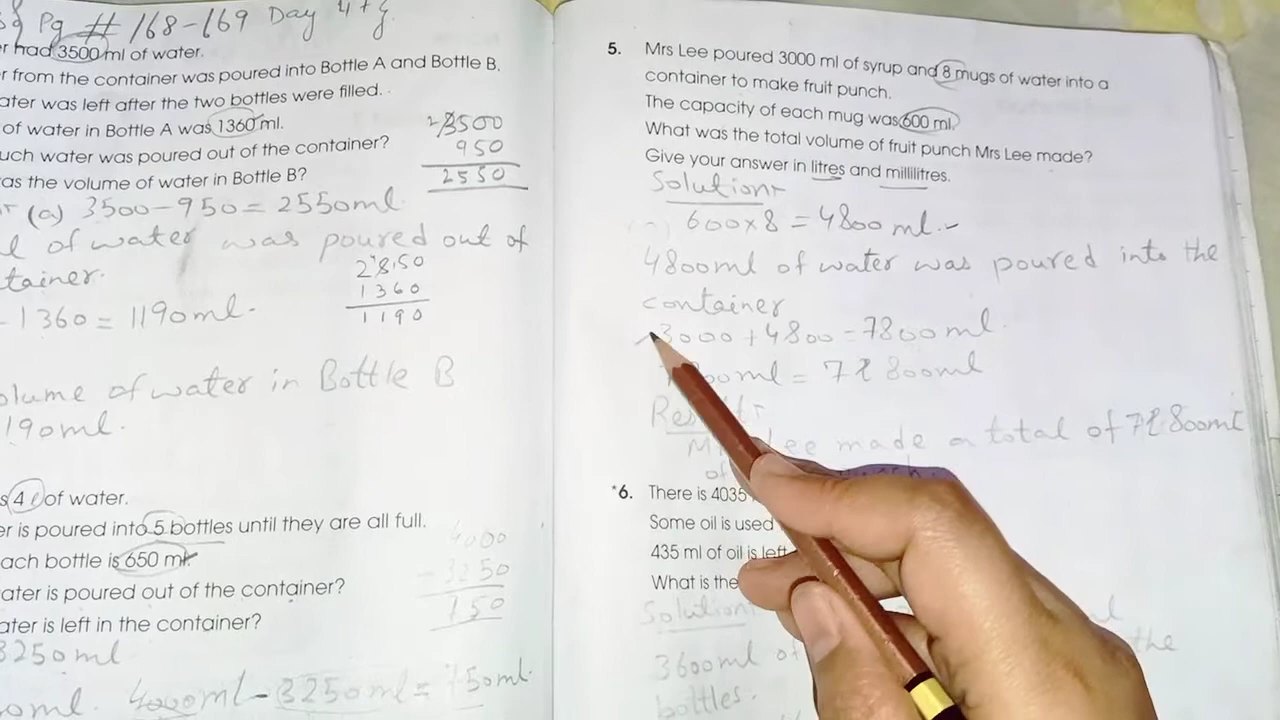 Pg # 168-169 Day 4+5
had 3500 ml of water.
from the container was poured into Bottle A and Bottle B.
ater was left after the two bottles were filled.
of water in Bottle A was 1360 ml.
uch water was poured out of the container?
as the volume of water in Bottle B?
3500
950
2550
(a) 3500-950=2550ml
of water was poured out of
tainer.
1360
1190
-1360=1190ml.
olume of water in Bottle B
190ml.
s 4 ℓ of water.
er is poured into 5 bottles until they are all full.
ach bottle is 650 ml.
ater is poured out of the container?
ater is left in the container?
4000
-3250
150
3250ml
4000ml-3250ml=750ml.
5. Mrs Lee poured 3000 ml of syrup and 8 mugs of water into a
container to make fruit punch.
The capacity of each mug was 600 ml.
What was the total volume of fruit punch Mrs Lee made?
Give your answer in litres and millilitres.
Solution
600x8=4800 ml.
4800ml of water was poured into the
container
3000+4800=7800ml.
00ml=7ℓ 800ml
Lee made a total of 7ℓ 800ml
of
*6. There is 4035
Some oil is used
435 ml of oil is left
What is the
Solution
3600ml of
the
bottles.